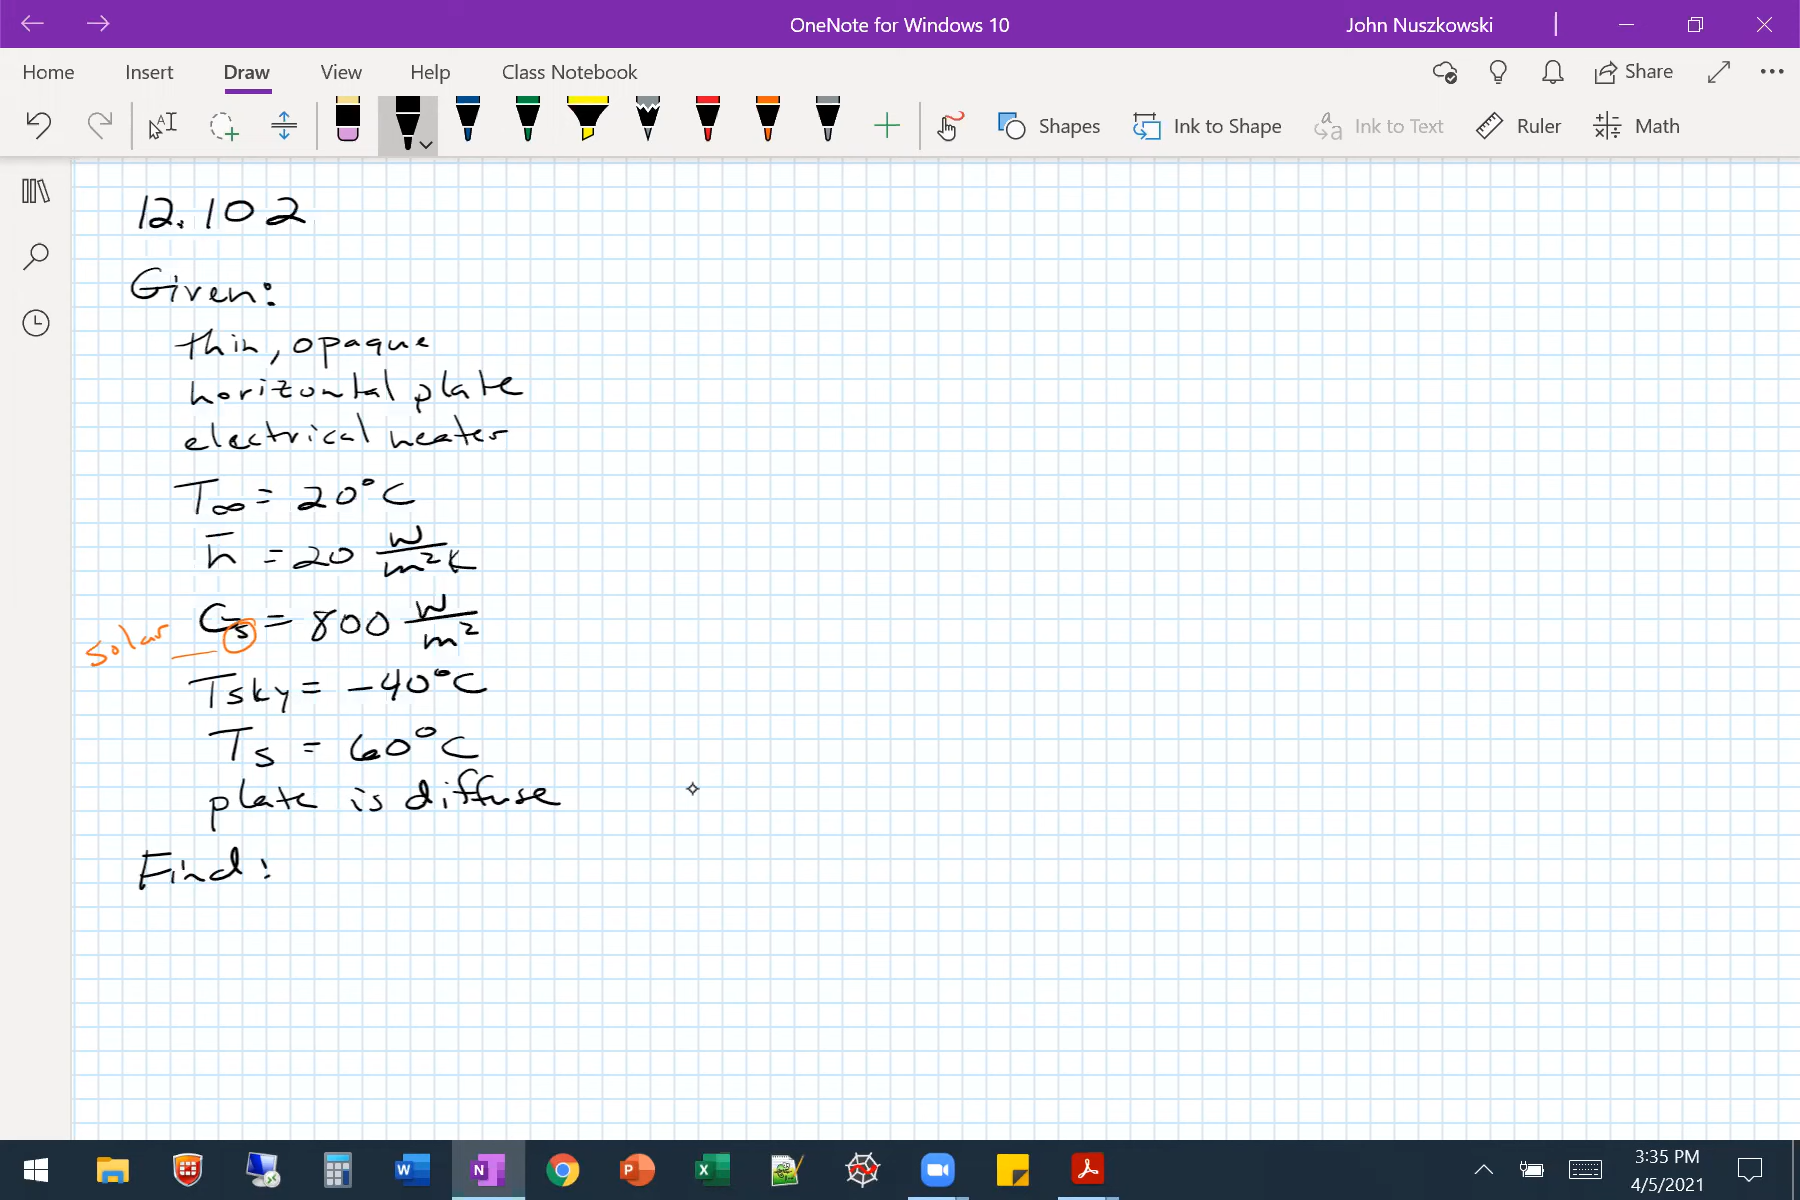 OneNote for Windows 10
John Nuszkowski
Home Insert Draw View Help Class Notebook
Share
Shapes Ink to Shape Ink to Text Ruler Math
12.102
Given:
thin, opaque
horizontal plate
electrical heater
T∞ = 20°C
h̄ = 20 W/m²K
solar Gs = 800 W/m²
Tsky = -40°C
Ts = 60°C
plate is diffuse
Find:
3:35 PM
4/5/2021